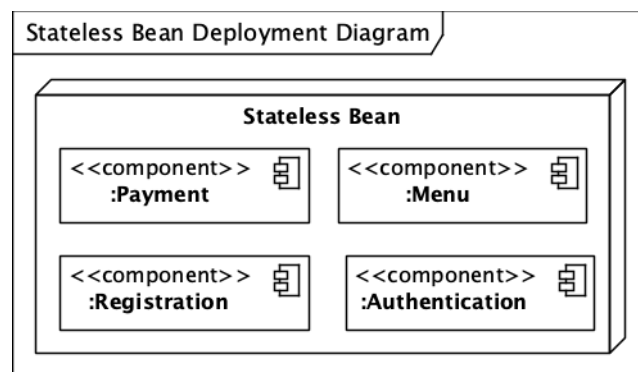 Stateless Bean Deployment Diagram
Stateless Bean
<<component>>
:Payment
<<component>>
:Menu
<<component>>
:Registration
<<component>>
:Authentication